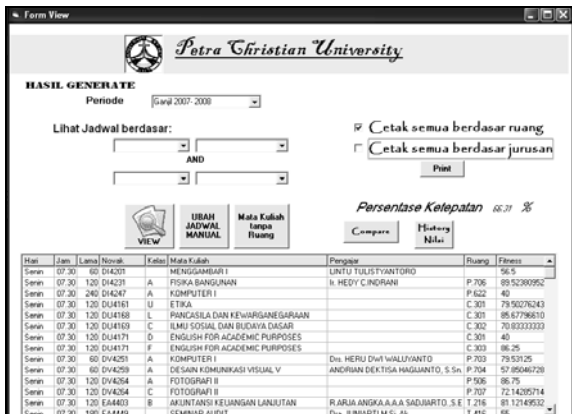 Form View
Petra Christian University
HASIL GENERATE
Periode Ganjil 2007-2008
Lihat Jadwal berdasar:
Cetak semua berdasar ruang
AND
Cetak semua berdasar jurusan
Print
Persentase Ketepatan %
VIEW
UBAH JADWAL MANUAL
Mata Kuliah tanpa Ruang
Compare
History Nilai
Hari Jam Lama Novak Kelas Mata Kuliah Pengajar Ruang Fitness
Senin 07.30 60 DI4201 MENGGAMBAR I LINTU TULISTYANTORO 56.5
Senin 07.30 120 DI4231 A FISIKA BANGUNAN Ir. HEDY C.INDRANI P.706 89.52380952
Senin 07.30 240 DI4247 A KOMPUTER I P.622 40
Senin 07.30 120 DU4161 U ETIKA C.301 79.50276243
Senin 07.30 120 DU4168 L PANCASILA DAN KEWARGANEGARAAN C.301 85.67796610
Senin 07.30 120 DU4169 C ILMU SOSIAL DAN BUDAYA DASAR C.302 70.83333333
Senin 07.30 120 DU4171 D ENGLISH FOR ACADEMIC PURPOSES C.301 40
Senin 07.30 120 DU4171 F ENGLISH FOR ACADEMIC PURPOSES C.303 86.25
Senin 07.30 60 DV4251 A KOMPUTER I Drs. HERU DWI WALUYANTO P.703 79.53125
Senin 07.30 60 DV4259 A DESAIN KOMUNIKASI VISUAL V ANDRIAN DEKTISA HAGIJANTO, S.Sn, P.704 57.85046728
Senin 07.30 120 DV4264 A FOTOGRAFI II P.506 86.75
Senin 07.30 120 DV4264 C FOTOGRAFI II P.707 72.14285714
Senin 07.30 60 EA4403 B AKUNTANSI KEUANGAN LANJUTAN R.ARJA ANGKA,A.A.A SADJIARTO.,S.E T.216 81.12149532
Senin 07.30 180 EA4449 SEMINAR AUDIT T.416 55